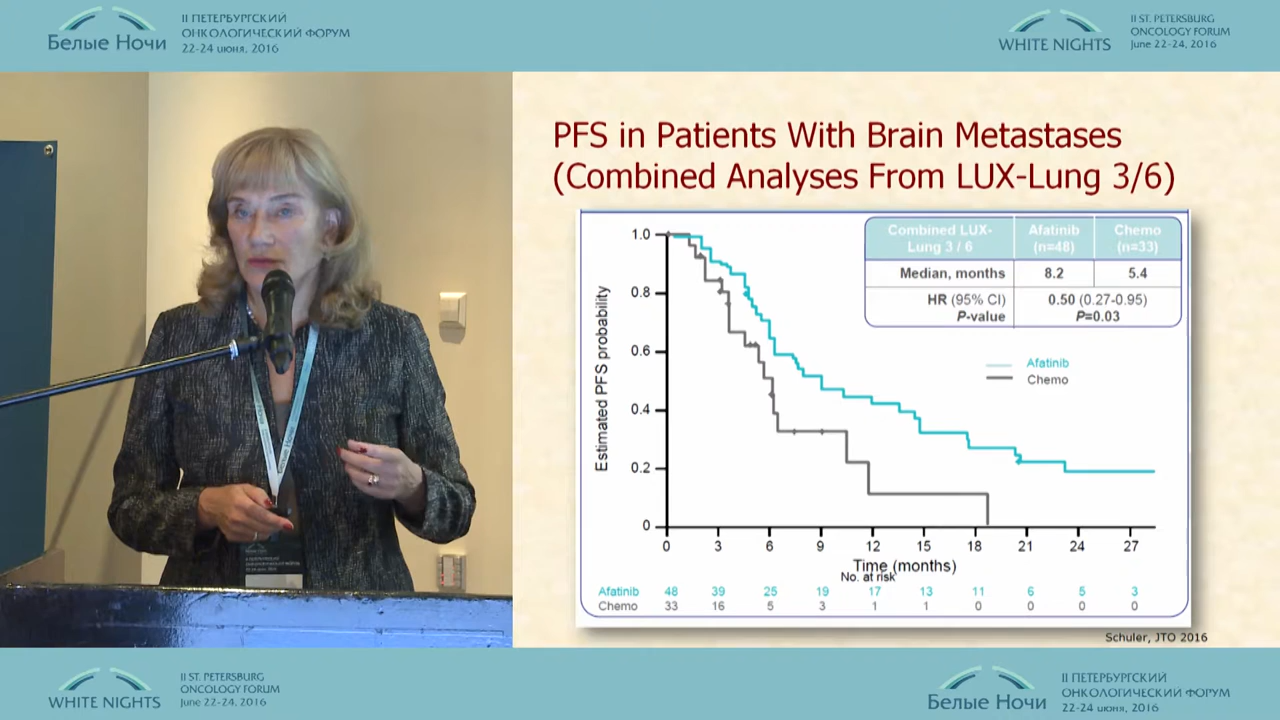 Белые Ночи
II ПЕТЕРБУРГСКИЙ
ОНКОЛОГИЧЕСКИЙ ФОРУМ
22-24 июня, 2016
WHITE NIGHTS
II ST. PETERSBURG
ONCOLOGY FORUM
June 22-24, 2016
PFS in Patients With Brain Metastases
(Combined Analyses From LUX-Lung 3/6)
Combined LUX-
Lung 3 / 6
Afatinib
(n=48)
Chemo
(n=33)
Median, months 8.2 5.4
HR (95% CI) 0.50 (0.27-0.95)
P-value P=0.03
Afatinib
Chemo
Estimated PFS probability
1.0
0.8
0.6
0.4
0.2
0
0 3 6 9 12 15 18 21 24 27
Time (months)
No. at risk
Afatinib 48 39 25 19 17 13 11 6 5 3
Chemo 33 16 5 3 1 1 0 0 0 0
Schuler, JTO 2016
WHITE NIGHTS
II ST. PETERSBURG
ONCOLOGY FORUM
June 22-24, 2016
Белые Ночи
II ПЕТЕРБУРГСКИЙ
ОНКОЛОГИЧЕСКИЙ ФОРУМ
22-24 июня, 2016